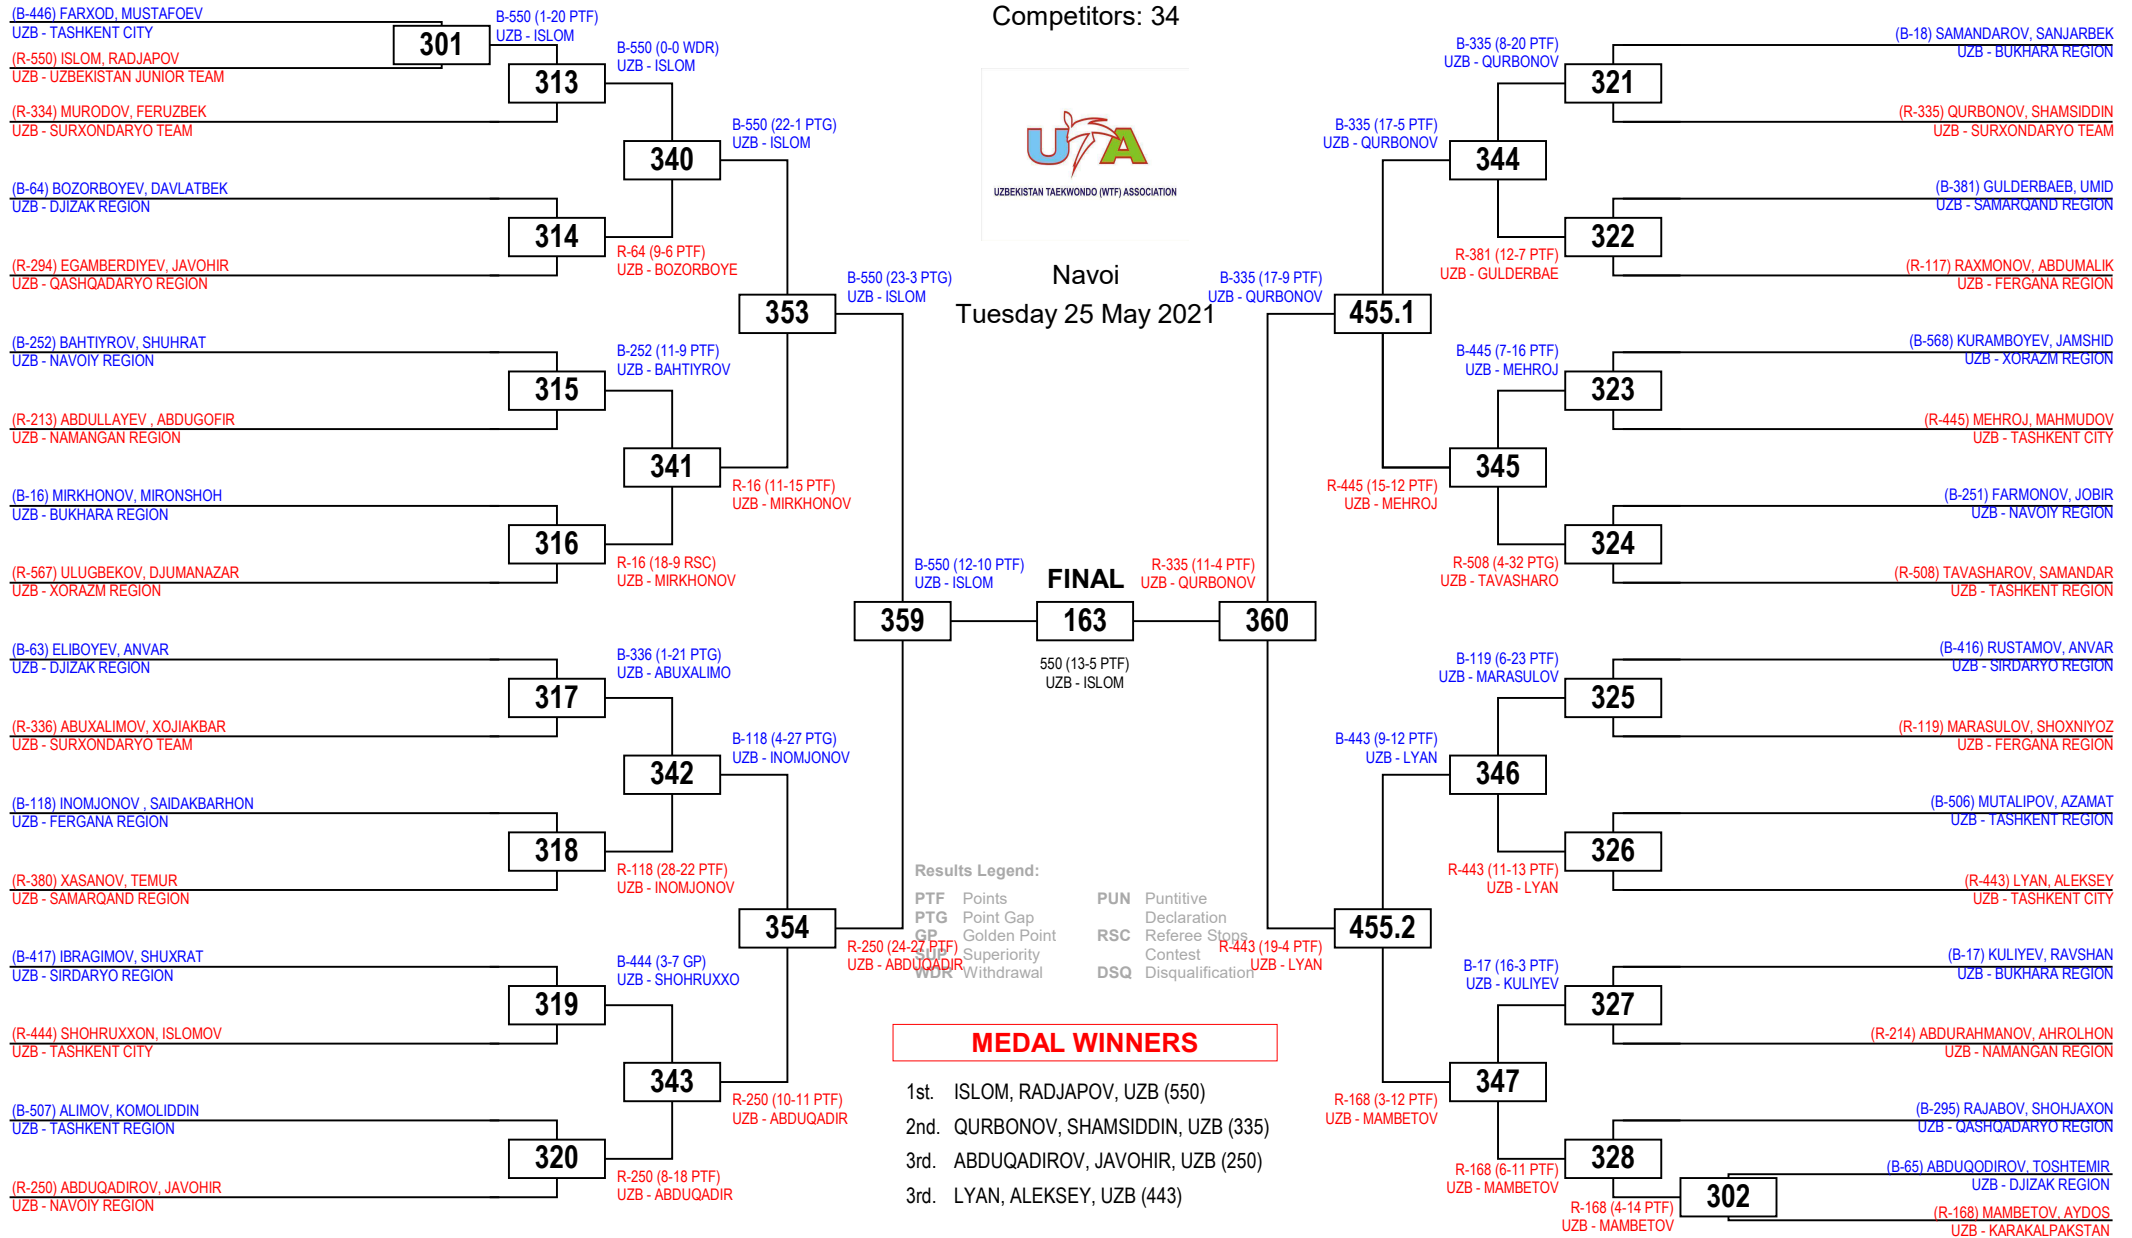 Competitors: 34
UTA
UZBEKISTAN TAEKWONDO (WTF) ASSOCIATION
Navoi
Tuesday 25 May 2021
(B-446) FARXOD, MUSTAFOEV
UZB - TASHKENT CITY
(R-550) ISLOM, RADJAPOV
UZB - UZBEKISTAN JUNIOR TEAM
(R-334) MURODOV, FERUZBEK
UZB - SURXONDARYO TEAM
(B-64) BOZORBOYEV, DAVLATBEK
UZB - DJIZAK REGION
(R-294) EGAMBERDIYEV, JAVOHIR
UZB - QASHQADARYO REGION
(B-252) BAHTIYROV, SHUHRAT
UZB - NAVOIY REGION
(R-213) ABDULLAYEV , ABDUGOFIR
UZB - NAMANGAN REGION
(B-16) MIRKHONOV, MIRONSHOH
UZB - BUKHARA REGION
(R-567) ULUGBEKOV, DJUMANAZAR
UZB - XORAZM REGION
(B-63) ELIBOYEV, ANVAR
UZB - DJIZAK REGION
(R-336) ABUXALIMOV, XOJIAKBAR
UZB - SURXONDARYO TEAM
(B-118) INOMJONOV , SAIDAKBARHON
UZB - FERGANA REGION
(R-380) XASANOV, TEMUR
UZB - SAMARQAND REGION
(B-417) IBRAGIMOV, SHUXRAT
UZB - SIRDARYO REGION
(R-444) SHOHRUXXON, ISLOMOV
UZB - TASHKENT CITY
(B-507) ALIMOV, KOMOLIDDIN
UZB - TASHKENT REGION
(R-250) ABDUQADIROV, JAVOHIR
UZB - NAVOIY REGION
301
B-550 (1-20 PTF)
UZB - ISLOM
313
314
315
316
317
318
319
320
B-550 (0-0 WDR)
UZB - ISLOM
R-64 (9-6 PTF)
UZB - BOZORBOYE
B-252 (11-9 PTF)
UZB - BAHTIYROV
R-16 (18-9 RSC)
UZB - MIRKHONOV
B-336 (1-21 PTG)
UZB - ABUXALIMO
R-118 (28-22 PTF)
UZB - INOMJONOV
B-444 (3-7 GP)
UZB - SHOHRUXXO
R-250 (8-18 PTF)
UZB - ABDUQADIR
340
341
342
343
B-550 (22-1 PTG)
UZB - ISLOM
R-16 (11-15 PTF)
UZB - MIRKHONOV
B-118 (4-27 PTG)
UZB - INOMJONOV
R-250 (10-11 PTF)
UZB - ABDUQADIR
353
354
B-550 (23-3 PTG)
UZB - ISLOM
R-250 (24-27 PTF)
UZB - ABDUQADIR
359
B-550 (12-10 PTF)
UZB - ISLOM
FINAL
163
550 (13-5 PTF)
UZB - ISLOM
R-335 (11-4 PTF)
UZB - QURBONOV
360
B-335 (17-9 PTF)
UZB - QURBONOV
R-443 (19-4 PTF)
UZB - LYAN
455.1
455.2
B-335 (17-5 PTF)
UZB - QURBONOV
R-445 (15-12 PTF)
UZB - MEHROJ
B-443 (9-12 PTF)
UZB - LYAN
R-168 (3-12 PTF)
UZB - MAMBETOV
344
345
346
347
B-335 (8-20 PTF)
UZB - QURBONOV
R-381 (12-7 PTF)
UZB - GULDERBAE
B-445 (7-16 PTF)
UZB - MEHROJ
R-508 (4-32 PTG)
UZB - TAVASHARO
B-119 (6-23 PTF)
UZB - MARASULOV
R-443 (11-13 PTF)
UZB - LYAN
B-17 (16-3 PTF)
UZB - KULIYEV
R-168 (6-11 PTF)
UZB - MAMBETOV
321
322
323
324
325
326
327
328
R-168 (4-14 PTF)
UZB - MAMBETOV
302
(B-18) SAMANDAROV, SANJARBEK
UZB - BUKHARA REGION
(R-335) QURBONOV, SHAMSIDDIN
UZB - SURXONDARYO TEAM
(B-381) GULDERBAEB, UMID
UZB - SAMARQAND REGION
(R-117) RAXMONOV, ABDUMALIK
UZB - FERGANA REGION
(B-568) KURAMBOYEV, JAMSHID
UZB - XORAZM REGION
(R-445) MEHROJ, MAHMUDOV
UZB - TASHKENT CITY
(B-251) FARMONOV, JOBIR
UZB - NAVOIY REGION
(R-508) TAVASHAROV, SAMANDAR
UZB - TASHKENT REGION
(B-416) RUSTAMOV, ANVAR
UZB - SIRDARYO REGION
(R-119) MARASULOV, SHOXNIYOZ
UZB - FERGANA REGION
(B-506) MUTALIPOV, AZAMAT
UZB - TASHKENT REGION
(R-443) LYAN, ALEKSEY
UZB - TASHKENT CITY
(B-17) KULIYEV, RAVSHAN
UZB - BUKHARA REGION
(R-214) ABDURAHMANOV, AHROLHON
UZB - NAMANGAN REGION
(B-295) RAJABOV, SHOHJAXON
UZB - QASHQADARYO REGION
(B-65) ABDUQODIROV, TOSHTEMIR
UZB - DJIZAK REGION
(R-168) MAMBETOV, AYDOS
UZB - KARAKALPAKSTAN
Results Legend:
PTF Points
PTG Point Gap
GP Golden Point
SUP Superiority
WDR Withdrawal
PUN Puntitive
Declaration
RSC Referee Stops
Contest
DSQ Disqualification
MEDAL WINNERS
1st. ISLOM, RADJAPOV, UZB (550)
2nd. QURBONOV, SHAMSIDDIN, UZB (335)
3rd. ABDUQADIROV, JAVOHIR, UZB (250)
3rd. LYAN, ALEKSEY, UZB (443)